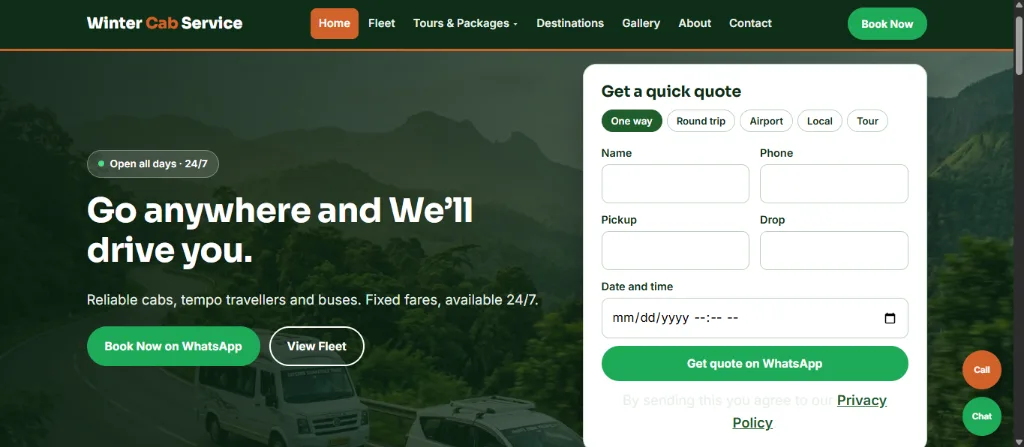 Winter Cab Service
Home
Fleet
Tours & Packages
Destinations
Gallery
About
Contact
Book Now
Open all days · 24/7
Go anywhere and We’ll
drive you.
Reliable cabs, tempo travellers and buses. Fixed fares, available 24/7.
Book Now on WhatsApp
View Fleet
Get a quick quote
One way
Round trip
Airport
Local
Tour
Name
Phone
Pickup
Drop
Date and time
mm/dd/yyyy --:-- --
Get quote on WhatsApp
By sending this you agree to our Privacy
Policy
Call
Chat